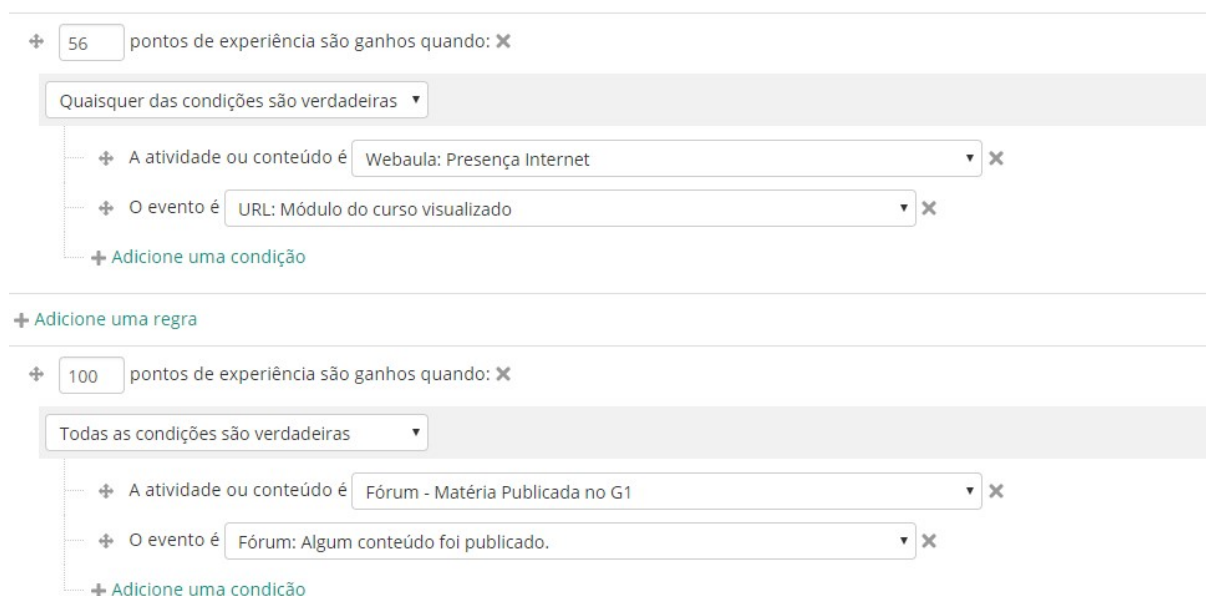 56 pontos de experiência são ganhos quando:
Quaisquer das condições são verdadeiras
A atividade ou conteúdo é Webaula: Presença Internet
O evento é URL: Módulo do curso visualizado
Adicione uma condição
Adicione uma regra
100 pontos de experiência são ganhos quando:
Todas as condições são verdadeiras
A atividade ou conteúdo é Fórum - Matéria Publicada no G1
O evento é Fórum: Algum conteúdo foi publicado.
Adicione uma condição